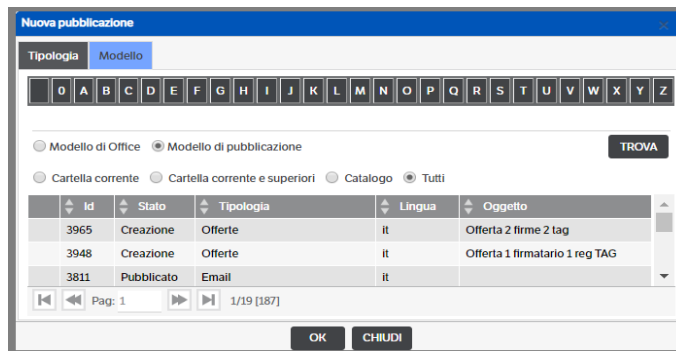 Nuova pubblicazione
Tipologia Modello
0 A B C D E F G H I J K L M N O P Q R S T U V W X Y Z
Modello di Office Modello di pubblicazione TROVA
Cartella corrente Cartella corrente e superiori Catalogo Tutti
Id Stato Tipologia Lingua Oggetto
3965 Creazione Offerte it Offerta 2 firme 2 tag
3948 Creazione Offerte it Offerta 1 firmatario 1 reg TAG
3811 Pubblicato Email it
Pag: 1 1/19 [187]
OK CHIUDI